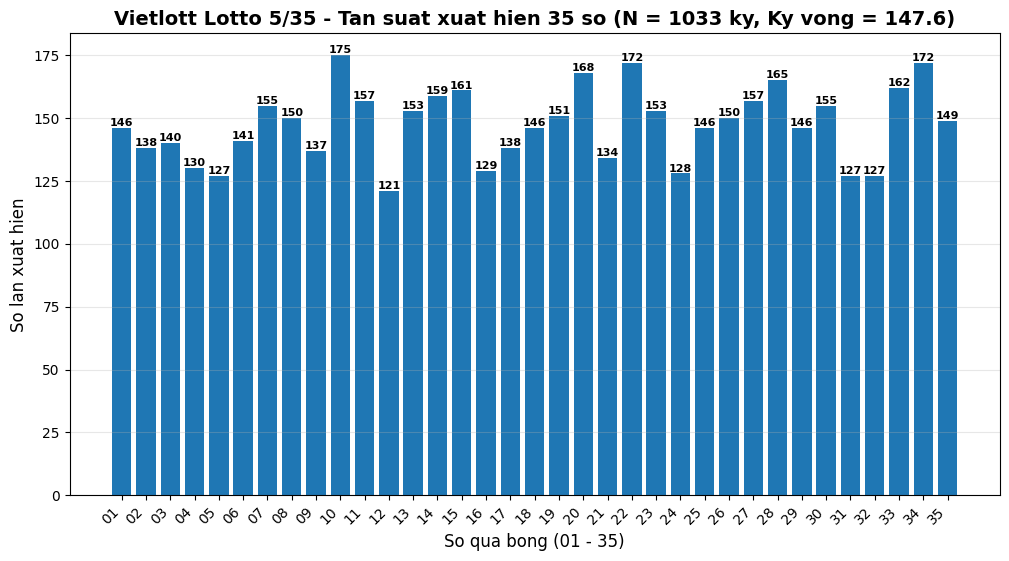 Vietlott Lotto 5/35 - Tan suat xuat hien 35 so (N = 1033 ky, Ky vong = 147.6)
So lan xuat hien
175
150
125
100
75
50
25
0
146 138 140 130 127 141 155 150 137 175 157 121 153 159 161 129 138 146 151 168 134 172 153 128 146 150 157 165 146 155 127 127 162 172 149
01 02 03 04 05 06 07 08 09 10 11 12 13 14 15 16 17 18 19 20 21 22 23 24 25 26 27 28 29 30 31 32 33 34 35
So qua bong (01 - 35)